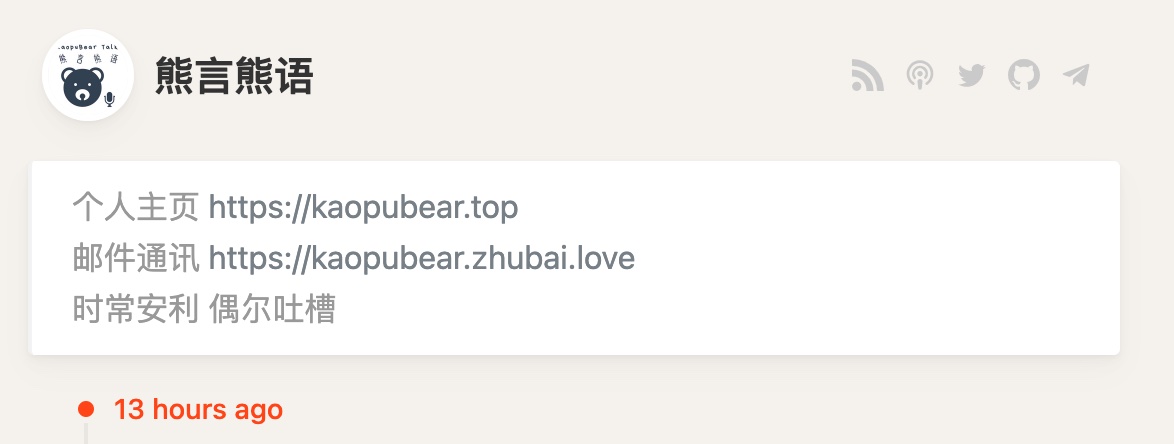 KaopuBear Talk
熊言熊语
熊言熊语
个人主页 https://kaopubear.top
邮件通讯 https://kaopubear.zhubai.love
时常安利 偶尔吐槽
13 hours ago